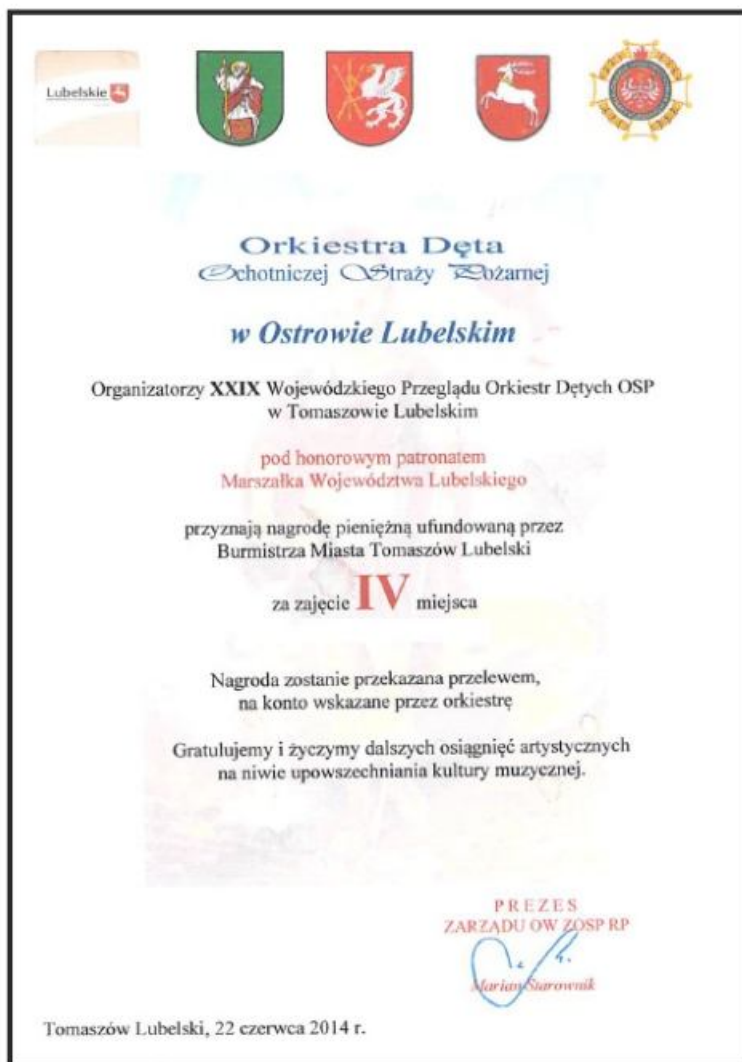 Lubelskie
Orkiestra Dęta
Ochotniczej Straży Pożarnej
w Ostrowie Lubelskim
Organizatorzy XXIX Wojewódzkiego Przeglądu Orkiestr Dętych OSP
w Tomaszowie Lubelskim
pod honorowym patronatem
Marszałka Województwa Lubelskiego
przyznają nagrodę pieniężną ufundowaną przez
Burmistrza Miasta Tomaszów Lubelski
za zajęcie IV miejsca
Nagroda zostanie przekazana przelewem,
na konto wskazane przez orkiestrę
Gratulujemy i życzymy dalszych osiągnięć artystycznych
na niwie upowszechniania kultury muzycznej.
PREZES
ZARZĄDU OW ZOSP RP
Marian Starownik
Tomaszów Lubelski, 22 czerwca 2014 r.